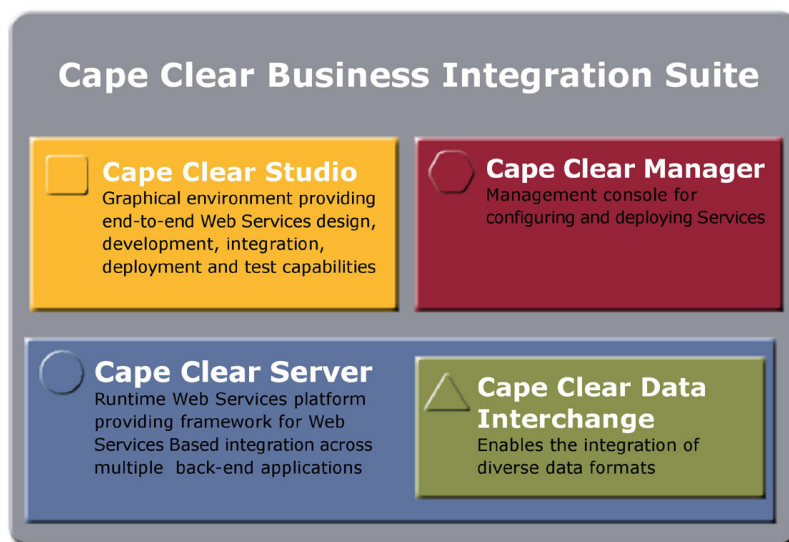 Cape Clear Business Integration Suite
Cape Clear Studio
Graphical environment providing
end-to-end Web Services design,
development, integration,
deployment and test capabilities
Cape Clear Manager
Management console for
configuring and deploying Services
Cape Clear Server
Runtime Web Services platform
providing framework for Web
Services Based integration across
multiple back-end applications
Cape Clear Data
Interchange
Enables the integration of
diverse data formats